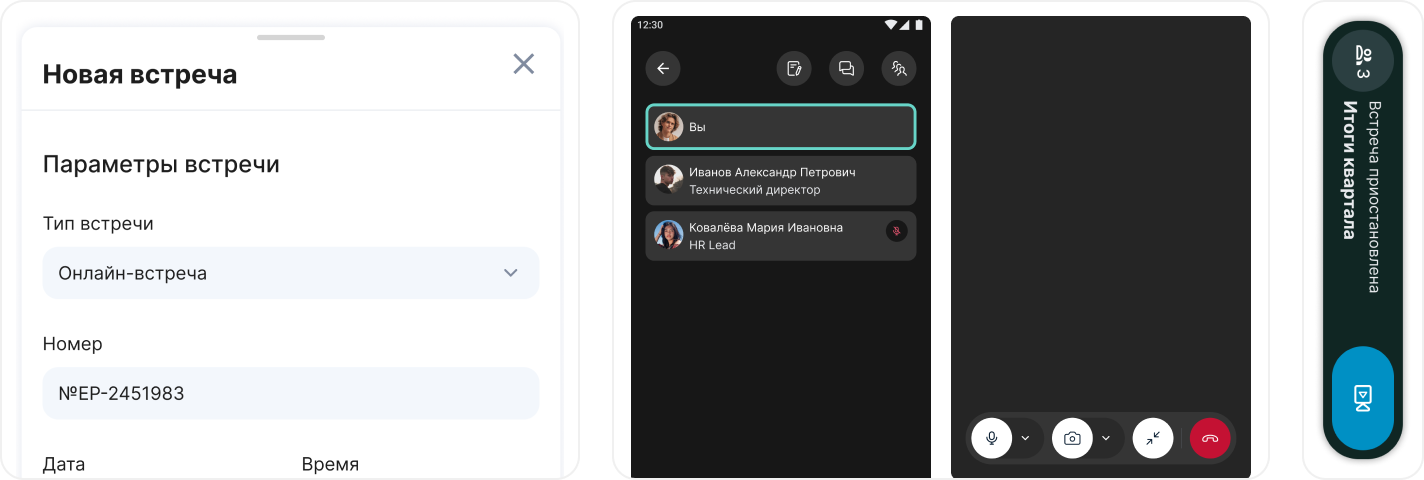 Новая встреча
Параметры встречи
Тип встречи
Онлайн-встреча
Номер
№EP-2451983
Дата
Время
12:30
Вы
Иванов Александр Петрович
Технический директор
Ковалёва Мария Ивановна
HR Lead
3
Встреча приостановлена
Итоги квартала